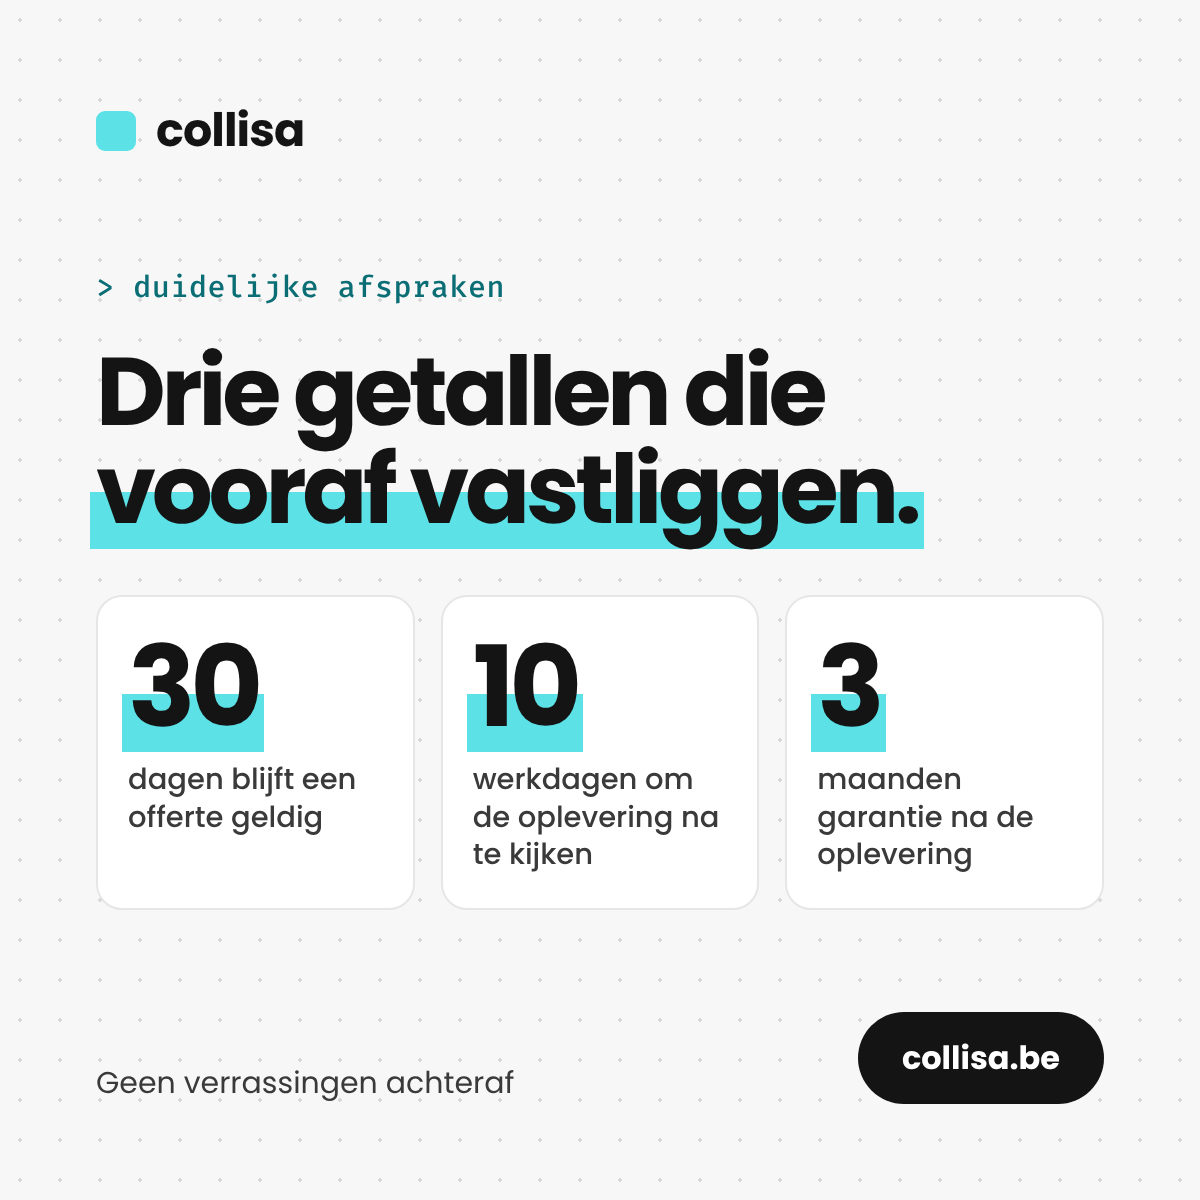 collisa
> duidelijke afspraken
Drie getallen die
vooraf vastliggen.
30
dagen blijft een
offerte geldig
10
werkdagen om
de oplevering na
te kijken
3
maanden
garantie na de
oplevering
Geen verrassingen achteraf
collisa.be